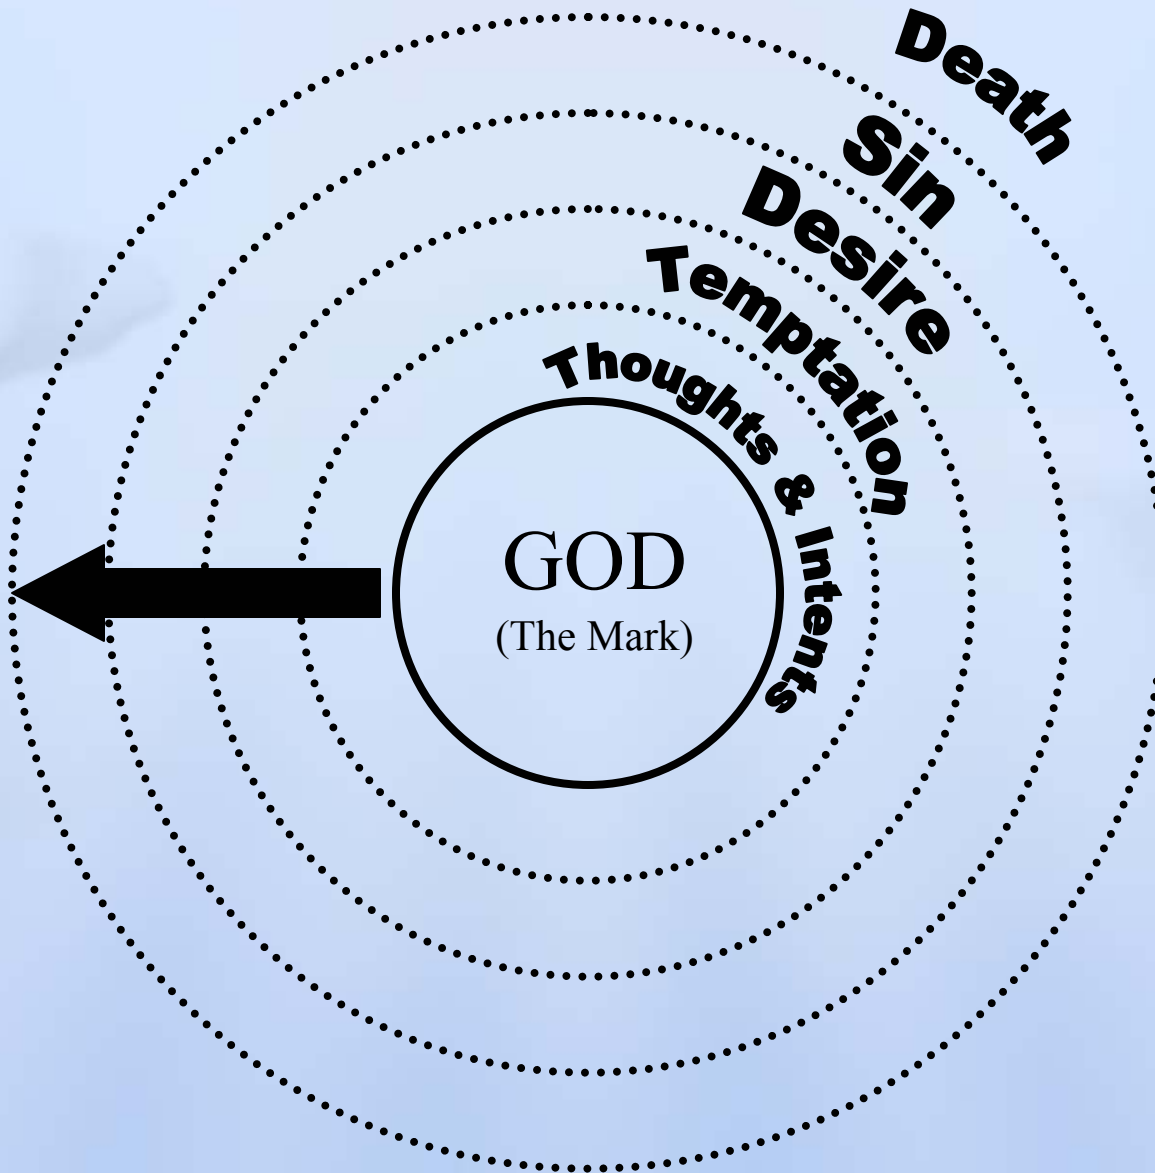 Death
Sin
Desire
Temptation
Thoughts & Intents
GOD
(The Mark)